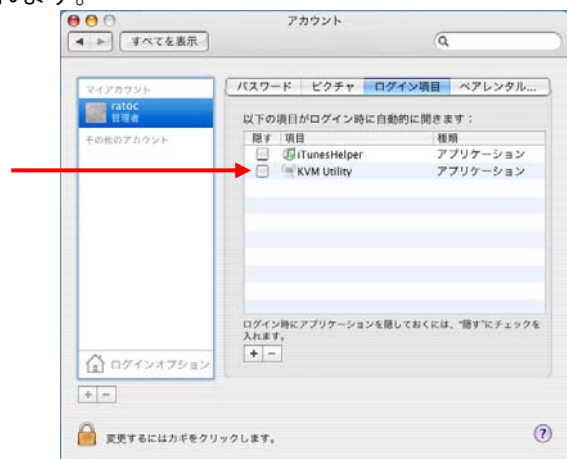 れます。
アカウント
すべてを表示
マイアカウント
ratoc
管理者
その他のアカウント
パスワード ピクチャ ログイン項目 ペアレンタル...
以下の項目がログイン時に自動的に開きます：
隠す 項目 種類
iTunesHelper アプリケーション
KVM Utility アプリケーション
ログイン時にアプリケーションを隠しておくには、"隠す"にチェックを
入れます。
+ -
ログインオプション
+ -
変更するにはカギをクリックします。
?